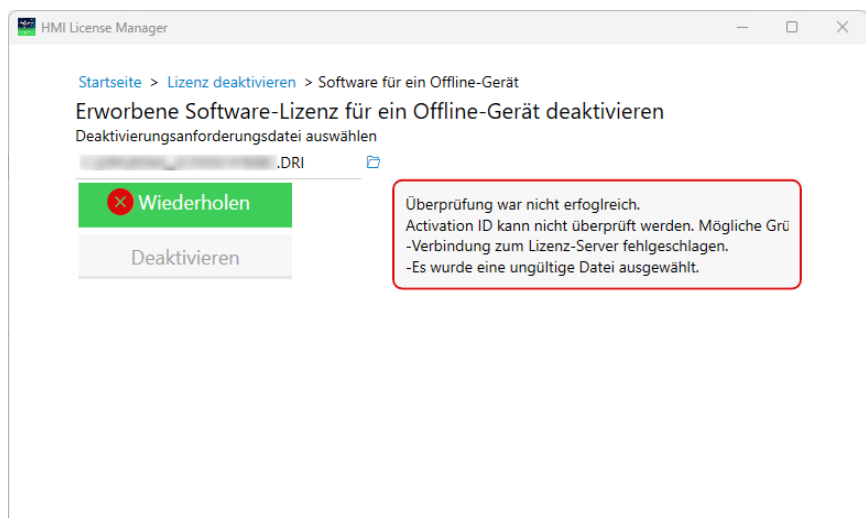 HMI License Manager
Startseite > Lizenz deaktivieren > Software für ein Offline-Gerät
Erworbene Software-Lizenz für ein Offline-Gerät deaktivieren
Deaktivierungsanforderungsdatei auswählen
.DRI
Wiederholen
Deaktivieren
Überprüfung war nicht erfoglreich.
Activation ID kann nicht überprüft werden. Mögliche Grü
-Verbindung zum Lizenz-Server fehlgeschlagen.
-Es wurde eine ungültige Datei ausgewählt.